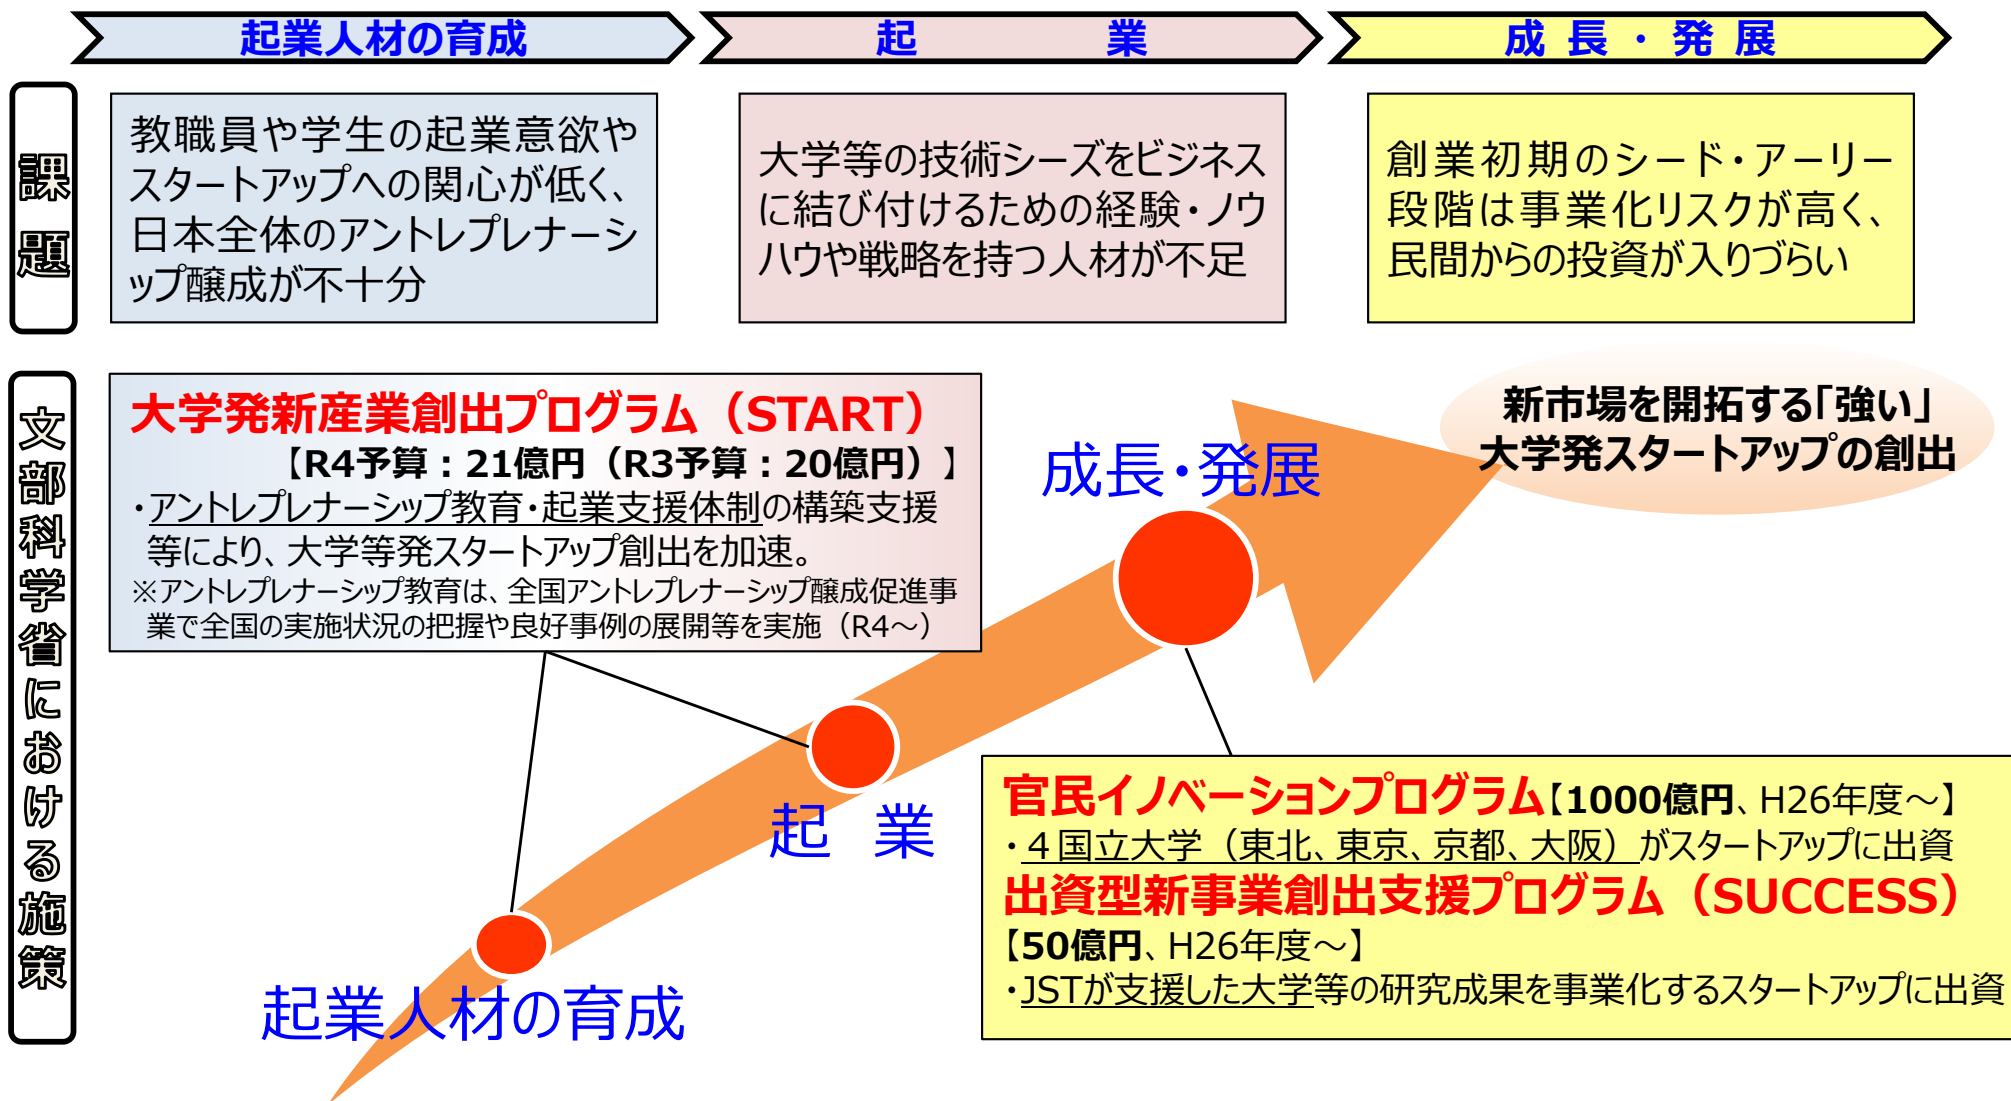 起業人材の育成
起　　　業
成 長 ・ 発 展
課題
教職員や学生の起業意欲や
スタートアップへの関心が低く、
日本全体のアントレプレナーシ
ップ醸成が不十分
大学等の技術シーズをビジネス
に結び付けるための経験・ノウ
ハウや戦略を持つ人材が不足
創業初期のシード・アーリー
段階は事業化リスクが高く、
民間からの投資が入りづらい
文部科学省における施策
大学発新産業創出プログラム（START）
【R4予算：21億円（R3予算：20億円）】
・アントレプレナーシップ教育・起業支援体制の構築支援
等により、大学等発スタートアップ創出を加速。
※アントレプレナーシップ教育は、全国アントレプレナーシップ醸成促進事
業で全国の実施状況の把握や良好事例の展開等を実施（R4～）
成長・発展
新市場を開拓する「強い」
大学発スタートアップの創出
起　業
起業人材の育成
官民イノベーションプログラム【1000億円、H26年度～】
・４国立大学（東北、東京、京都、大阪）がスタートアップに出資
出資型新事業創出支援プログラム（SUCCESS）
【50億円、H26年度～】
・JSTが支援した大学等の研究成果を事業化するスタートアップに出資